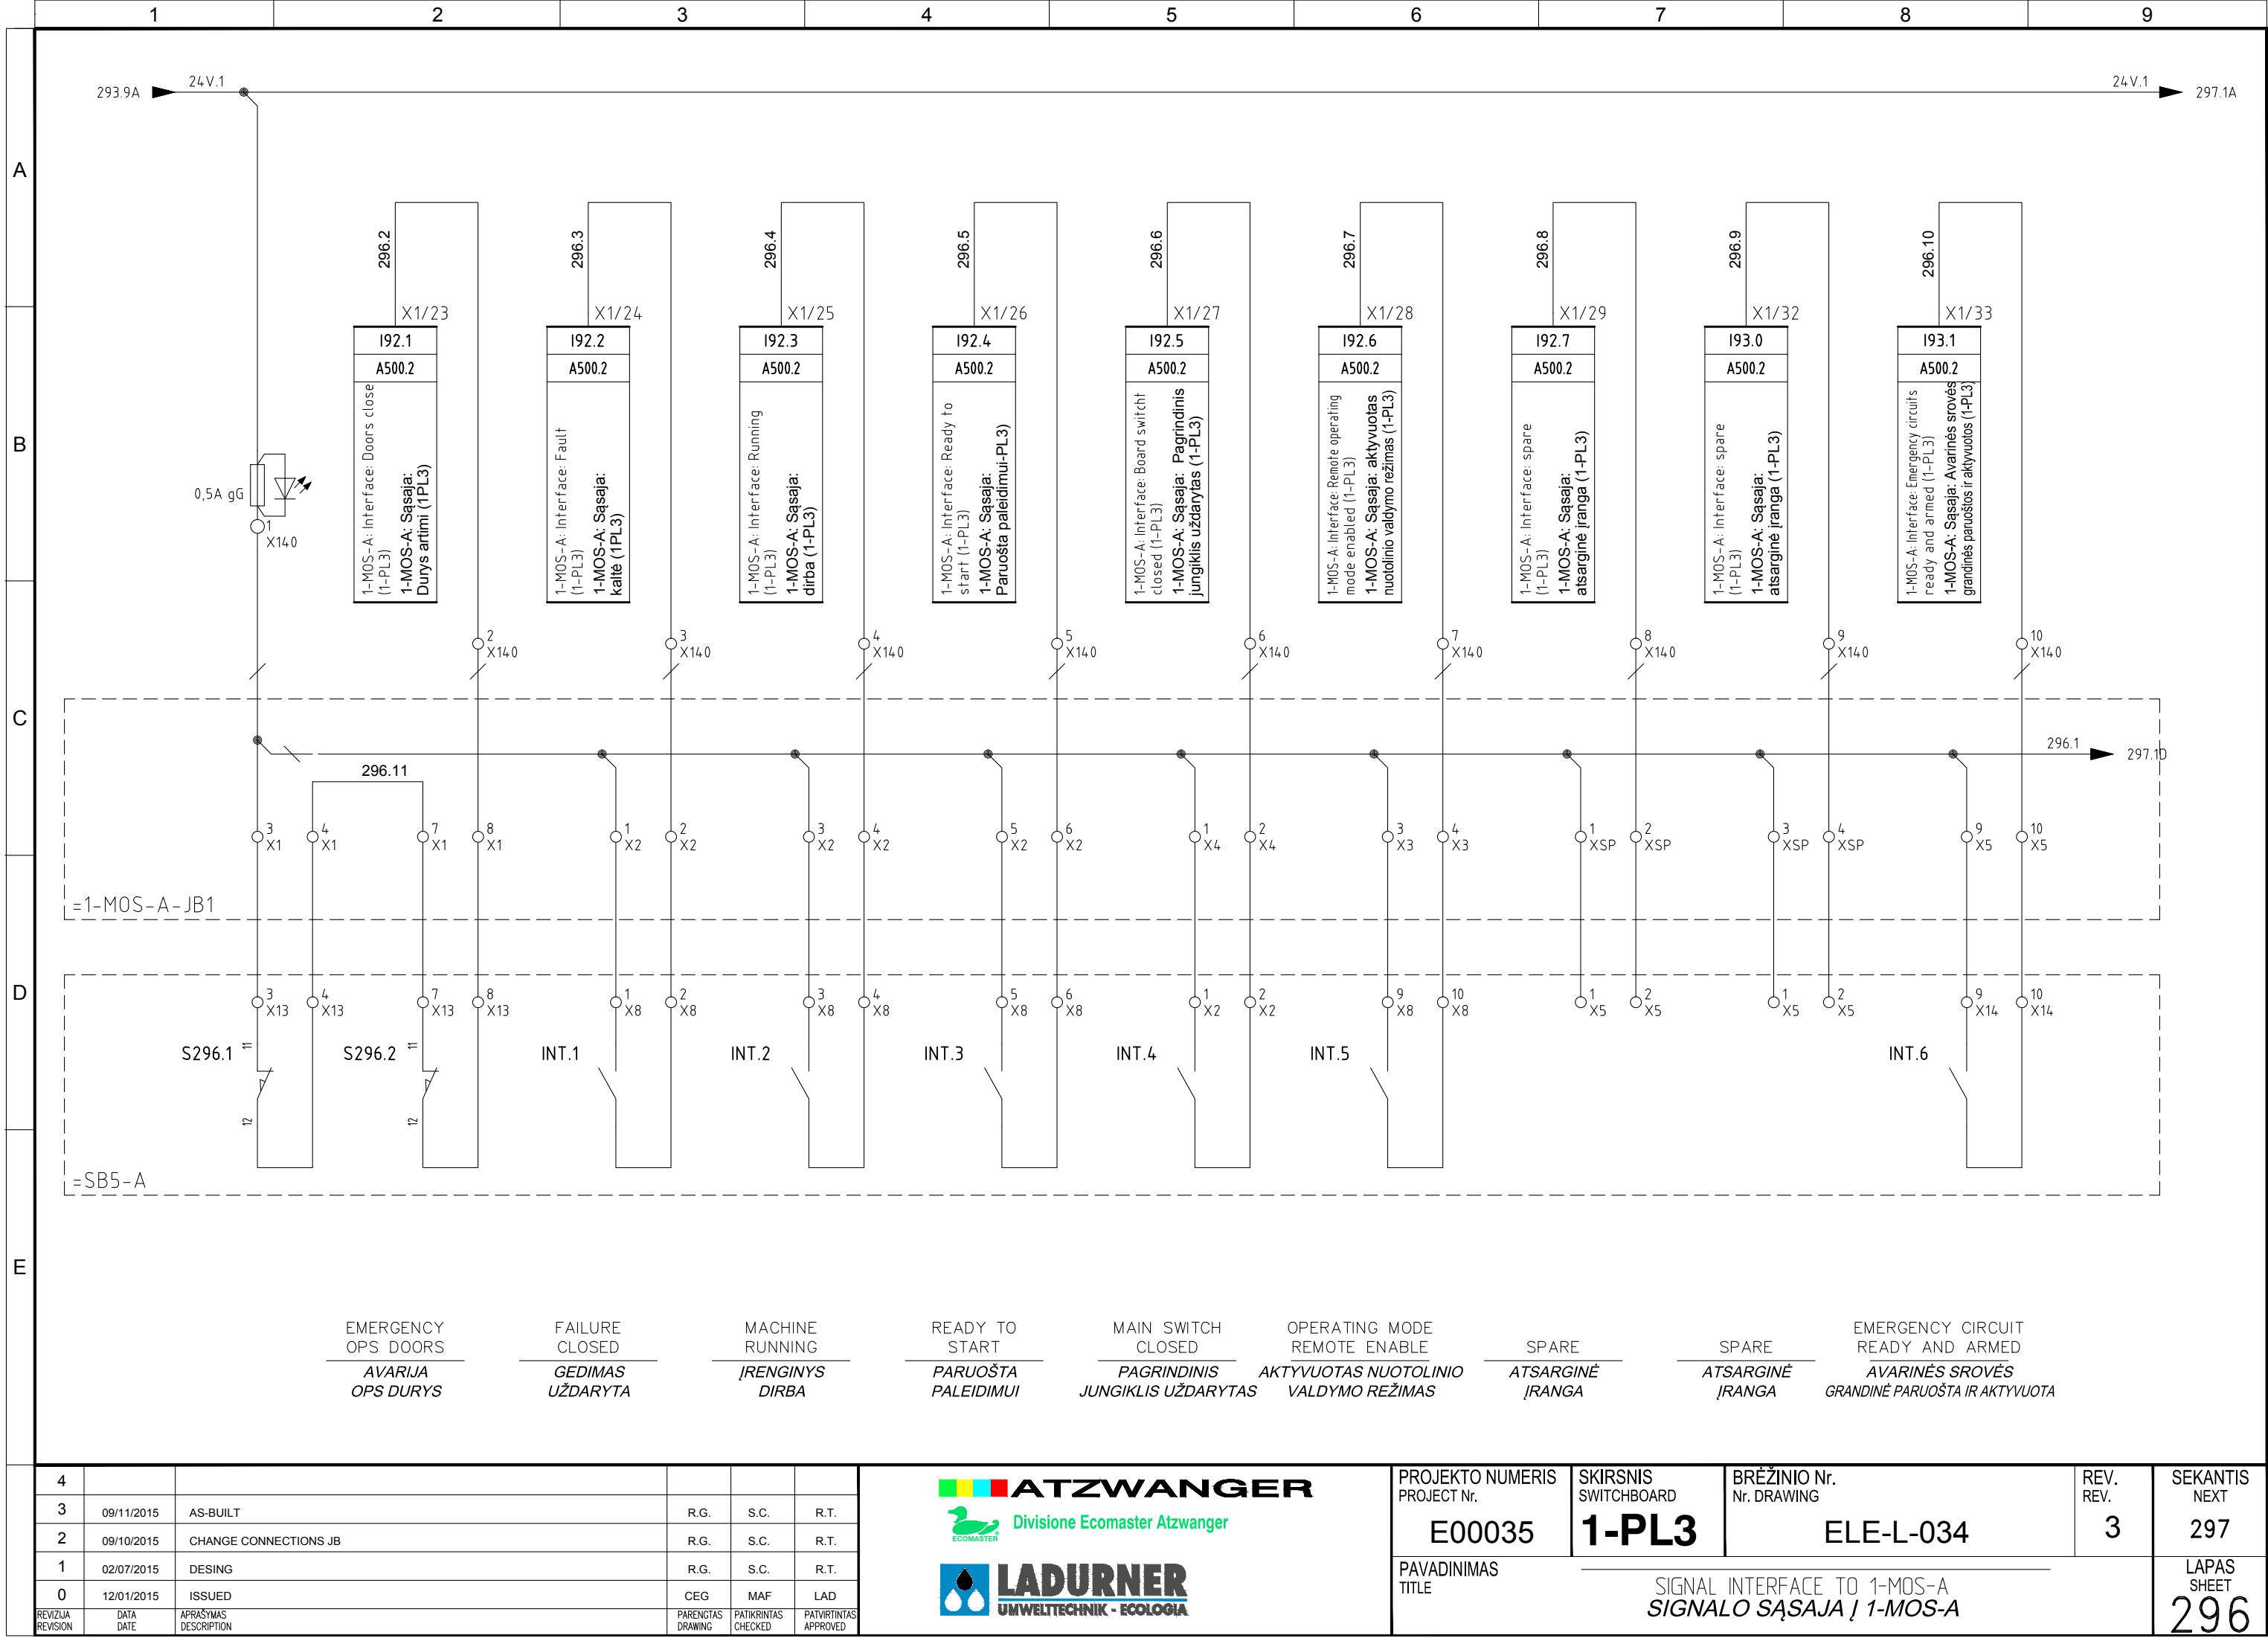 1 2 3 4 5 6 7 8 9
A
B
C
D
E
293.9A
24V.1
24V.1
297.1A
296.2
296.3
296.4
296.5
296.6
296.7
296.8
296.9
296.10
X1/23
X1/24
X1/25
X1/26
X1/27
X1/28
X1/29
X1/32
X1/33
I92.1
I92.2
I92.3
I92.4
I92.5
I92.6
I92.7
I93.0
I93.1
A500.2
A500.2
A500.2
A500.2
A500.2
A500.2
A500.2
A500.2
A500.2
1-MOS-A: Interface: Doors close
(1-PL3)
1-MOS-A: Sąsaja:
Durys artimi (1PL3)
1-MOS-A: Interface: Fault
(1-PL3)
1-MOS-A: Sąsaja:
kaltė (1PL3)
1-MOS-A: Interface: Running
(1-PL3)
1-MOS-A: Sąsaja:
dirba (1-PL3)
1-MOS-A: Interface: Ready to
start (1-PL3)
1-MOS-A: Sąsaja:
Paruošta paleidimui-PL3)
1-MOS-A: Interface: Board switcht
closed (1-PL3)
1-MOS-A: Sąsaja: Pagrindinis
jungiklis uždarytas (1-PL3)
1-MOS-A: Interface: Remote operating
mode enabled (1-PL3)
1-MOS-A: Sąsaja: aktyvuotas
nuotolinio valdymo režimas (1-PL3)
1-MOS-A: Interface: spare
(1-PL3)
1-MOS-A: Sąsaja:
atsarginė įranga (1-PL3)
1-MOS-A: Interface: spare
(1-PL3)
1-MOS-A: Sąsaja:
atsarginė įranga (1-PL3)
1-MOS-A: Interface: Emergency circuits
ready and armed (1-PL3)
1-MOS-A: Sąsaja: Avarinės srovės
grandinės paruoštos ir aktyvuotos (1-PL3)
0,5A gG
1
X140
2
X140
3
X140
4
X140
5
X140
6
X140
7
X140
8
X140
9
X140
10
X140
296.1
297.1D
296.11
3
X1
4
X1
7
X1
8
X1
1
X2
2
X2
3
X2
4
X2
5
X2
6
X2
1
X4
2
X4
3
X3
4
X3
1
XSP
2
XSP
3
XSP
4
XSP
9
X5
10
X5
=1-MOS-A-JB1
3
X13
4
X13
7
X13
8
X13
1
X8
2
X8
3
X8
4
X8
5
X8
6
X8
1
X2
2
X2
9
X8
10
X8
1
X5
2
X5
1
X5
2
X5
9
X14
10
X14
S296.1
11
12
S296.2
11
12
INT.1
INT.2
INT.3
INT.4
INT.5
INT.6
=SB5-A
EMERGENCY
OPS DOORS
AVARIJA
OPS DURYS
FAILURE
CLOSED
GEDIMAS
UŽDARYTA
MACHINE
RUNNING
ĮRENGINYS
DIRBA
READY TO
START
PARUOŠTA
PALEIDIMUI
MAIN SWITCH
CLOSED
PAGRINDINIS
JUNGIKLIS UŽDARYTAS
OPERATING MODE
REMOTE ENABLE
AKTYVUOTAS NUOTOLINIO
VALDYMO REŽIMAS
SPARE
ATSARGINĖ
ĮRANGA
SPARE
ATSARGINĖ
ĮRANGA
EMERGENCY CIRCUIT
READY AND ARMED
AVARINĖS SROVĖS
GRANDINĖ PARUOŠTA IR AKTYVUOTA
4
3 09/11/2015 AS-BUILT R.G. S.C. R.T.
2 09/10/2015 CHANGE CONNECTIONS JB R.G. S.C. R.T.
1 02/07/2015 DESING R.G. S.C. R.T.
0 12/01/2015 ISSUED CEG MAF LAD
REVIZIJA DATA APRAŠYMAS PARENGTAS PATIKRINTAS PATVIRTINTAS
REVISION DATE DESCRIPTION DRAWING CHECKED APPROVED
ATZWANGER
ECOMASTER
Divisione Ecomaster Atzwanger
LADURNER
UMWELTTECHNIK - ECOLOGIA
PROJEKTO NUMERIS
PROJECT Nr.
E00035
SKIRSNIS
SWITCHBOARD
1-PL3
BRĖŽINIO Nr.
Nr. DRAWING
ELE-L-034
REV.
REV.
3
SEKANTIS
NEXT
297
PAVADINIMAS
TITLE
SIGNAL INTERFACE TO 1-MOS-A
SIGNALO SĄSAJA Į 1-MOS-A
LAPAS
SHEET
296